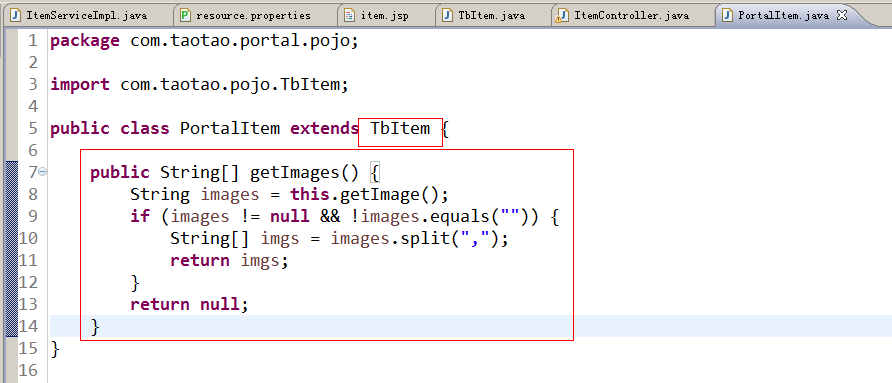 ItemServiceImpl.java resource.properties item.jsp TbItem.java ItemController.java PortalItem.java
1 package com.taotao.portal.pojo;
2
3 import com.taotao.pojo.TbItem;
4
5 public class PortalItem extends TbItem {
6
7 public String[] getImages() {
8 String images = this.getImage();
9 if (images != null && !images.equals("")) {
10 String[] imgs = images.split(",");
11 return imgs;
12 }
13 return null;
14 }
15 }
16